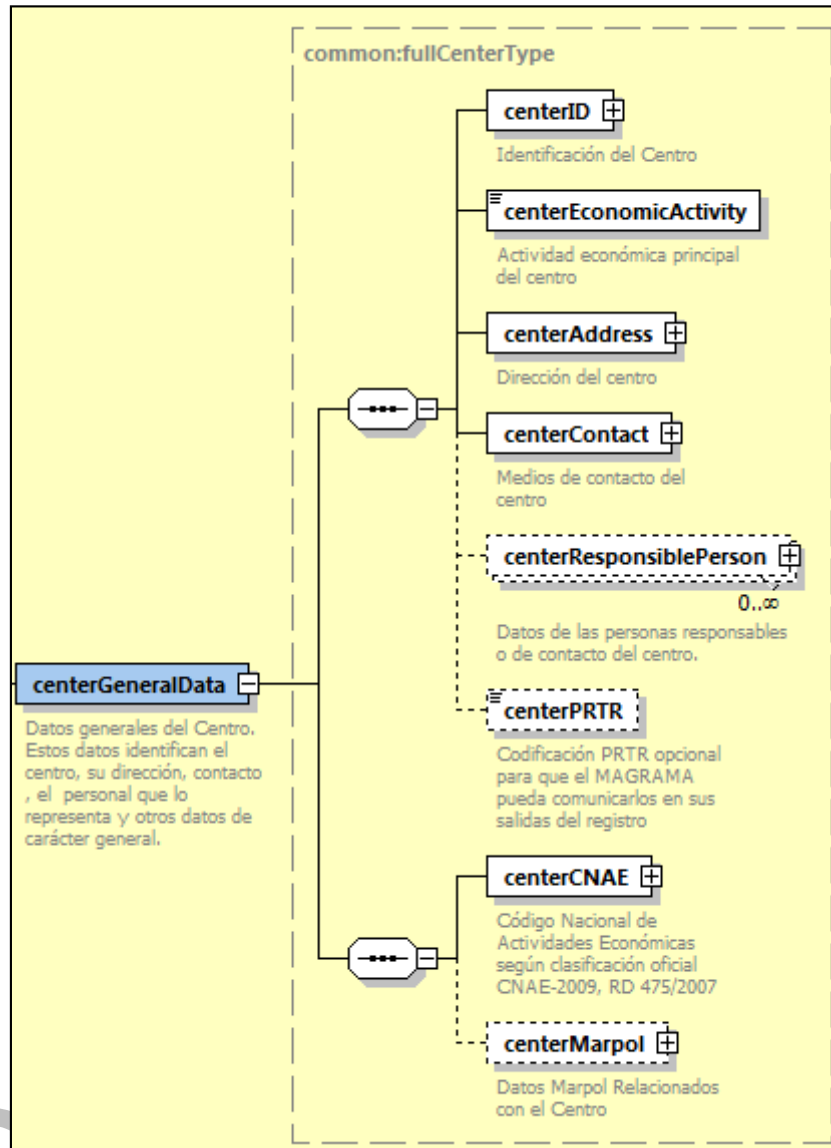 common:fullCenterType
centerID
Identificación del Centro
centerEconomicActivity
Actividad económica principal
del centro
centerAddress
Dirección del centro
centerContact
Medios de contacto del
centro
centerResponsiblePerson
0..∞
Datos de las personas responsables
o de contacto del centro.
centerGeneralData
Datos generales del Centro.
Estos datos identifican el
centro, su dirección, contacto
, el  personal que lo
representa y otros datos de
carácter general.
centerPRTR
Codificación PRTR opcional
para que el MAGRAMA
pueda comunicarlos en sus
salidas del registro
centerCNAE
Código Nacional de
Actividades Económicas
según clasificación oficial
CNAE-2009, RD 475/2007
centerMarpol
Datos Marpol Relacionados
con el Centro